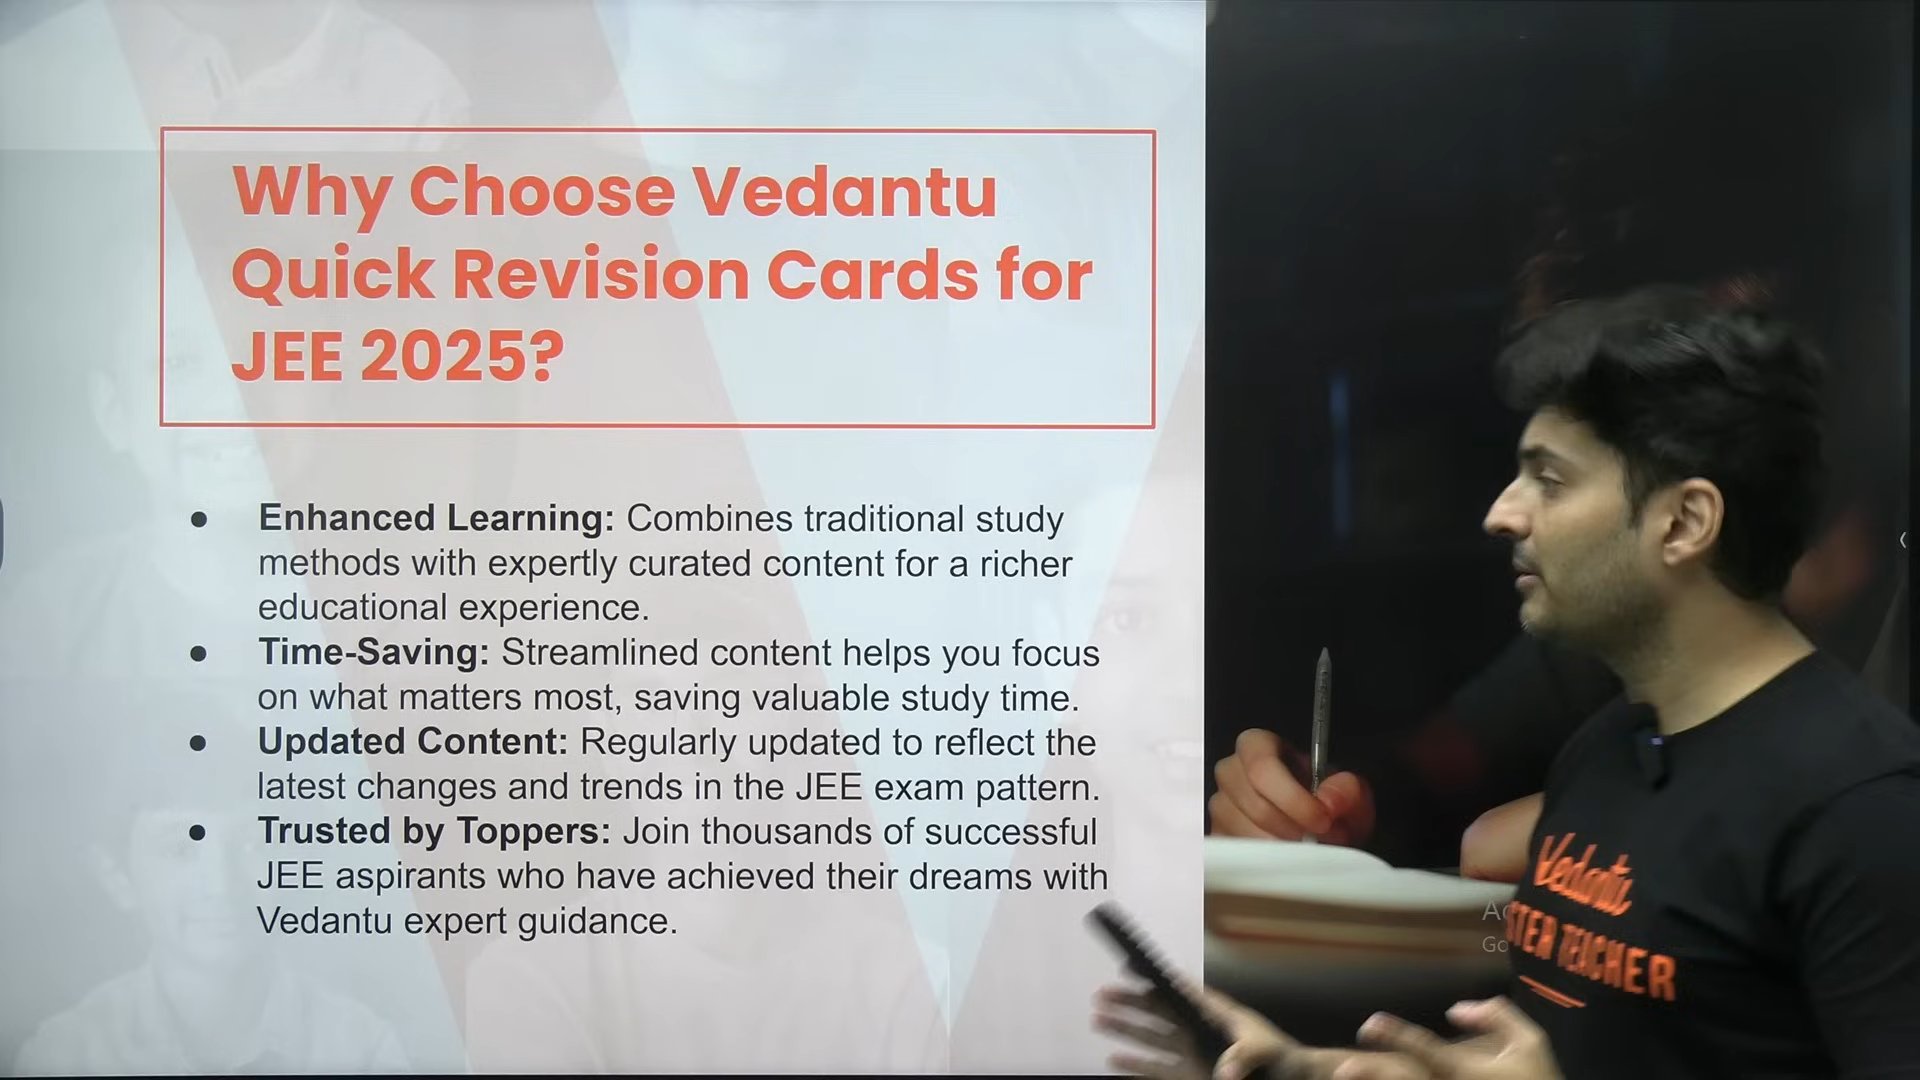 Why Choose Vedantu
Quick Revision Cards for
JEE 2025?
● Enhanced Learning: Combines traditional study
methods with expertly curated content for a richer
educational experience.
● Time-Saving: Streamlined content helps you focus
on what matters most, saving valuable study time.
● Updated Content: Regularly updated to reflect the
latest changes and trends in the JEE exam pattern.
● Trusted by Toppers: Join thousands of successful
JEE aspirants who have achieved their dreams with
Vedantu expert guidance.
Vedantu
TEACHER